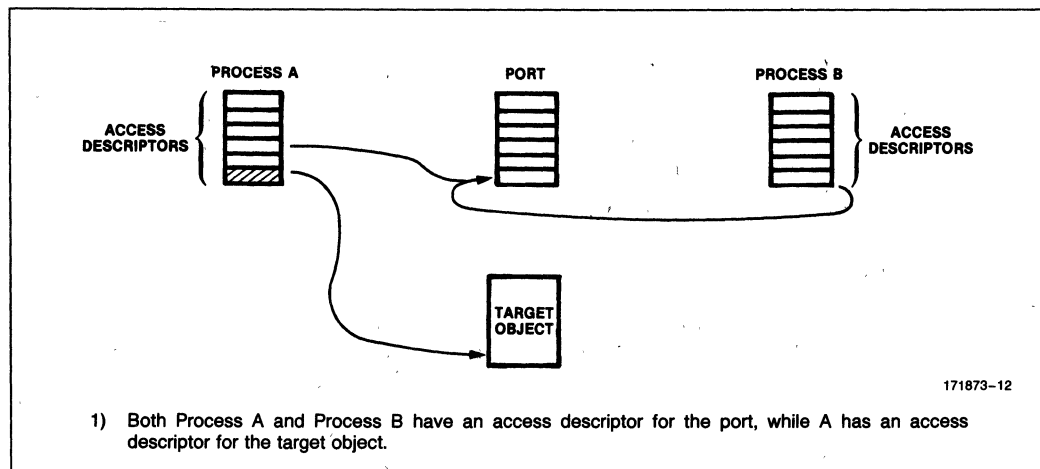 PROCESS A
PORT
PROCESS B
ACCESS
DESCRIPTORS
ACCESS
DESCRIPTORS
TARGET
OBJECT
171873–12
1) Both Process A and Process B have an access descriptor for the port, while A has an access
descriptor for the target object.